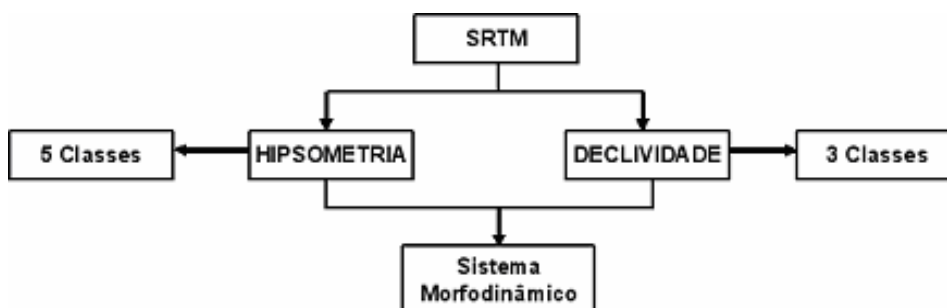 SRTM
5 Classes
HIPSOMETRIA
DECLIVIDADE
3 Classes
Sistema
Morfodinâmico